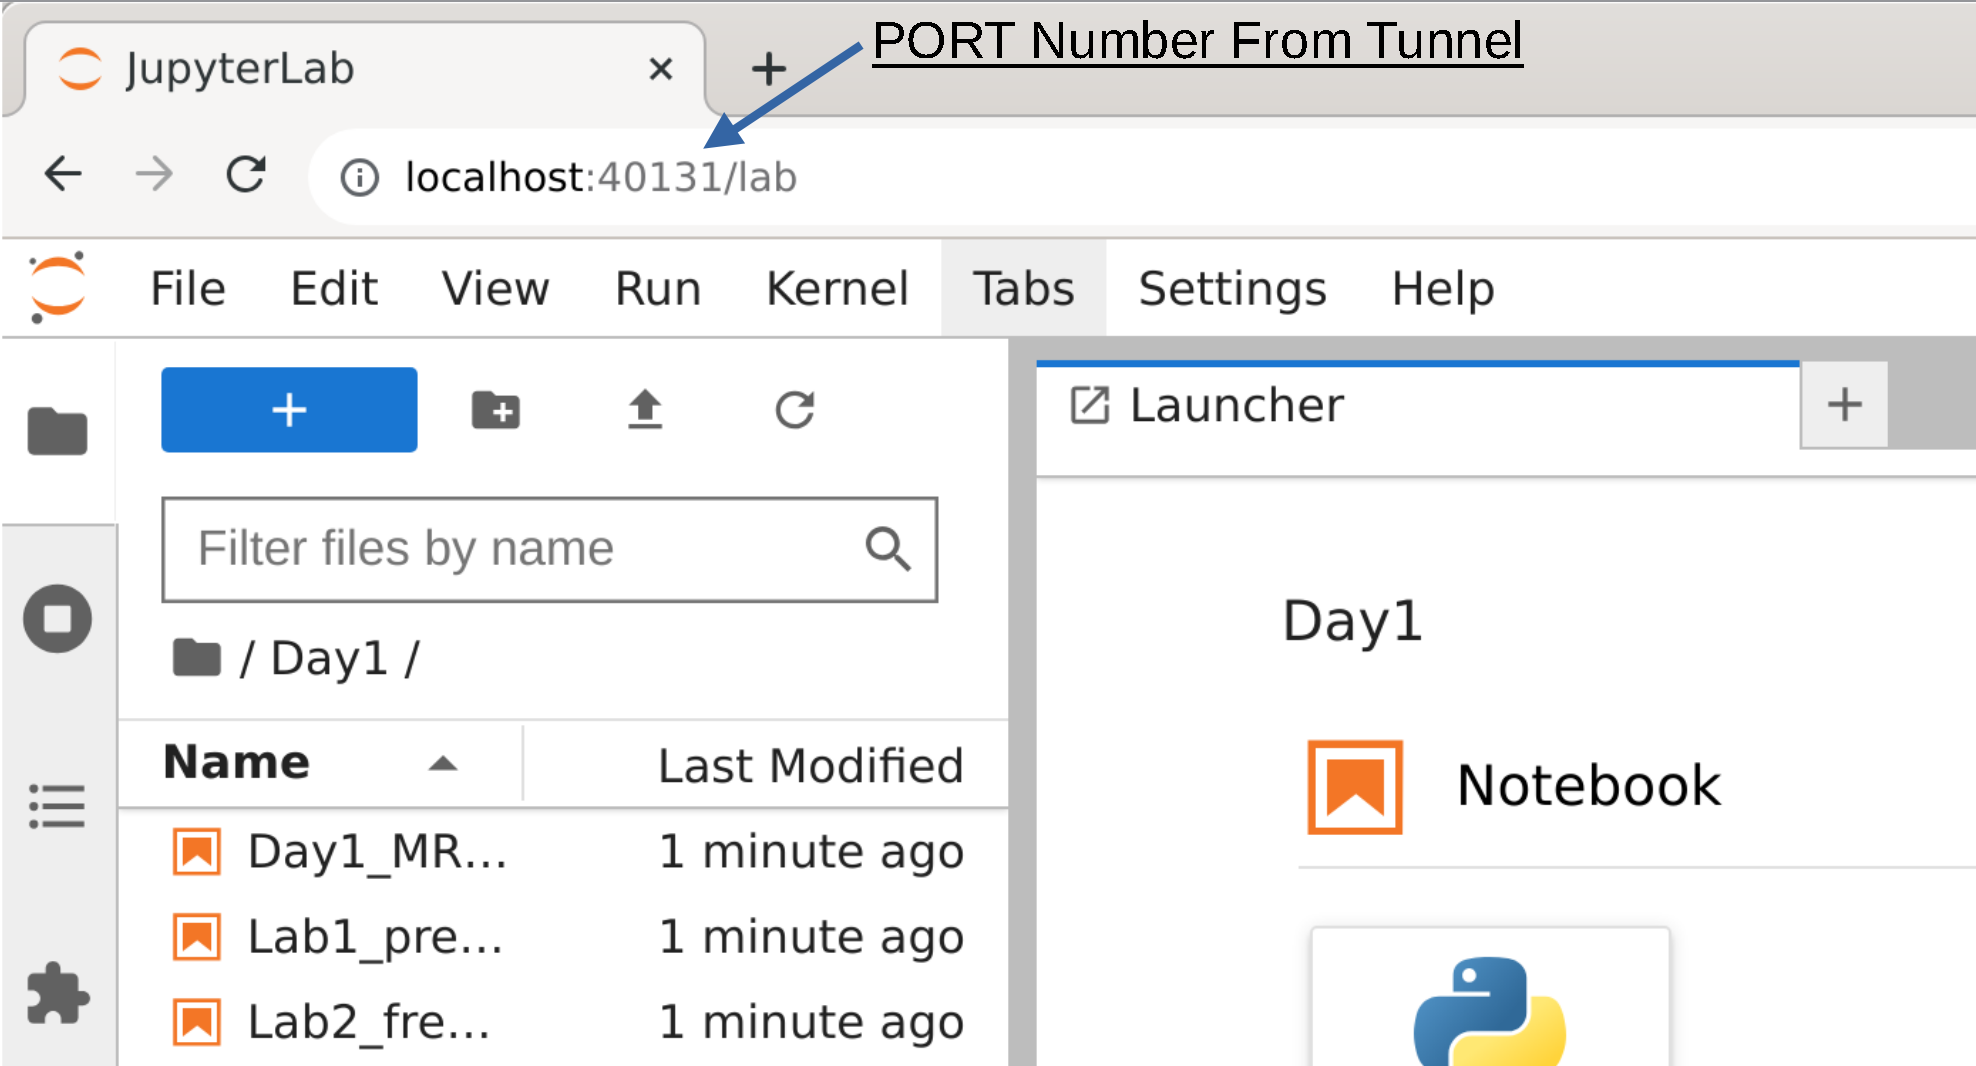 PORT Number From Tunnel
JupyterLab
localhost:40131/lab
File Edit View Run Kernel Tabs Settings Help
Launcher
Filter files by name
/ Day1 /
Name Last Modified
Day1_MR... 1 minute ago
Lab1_pre... 1 minute ago
Lab2_fre... 1 minute ago
Day1
Notebook